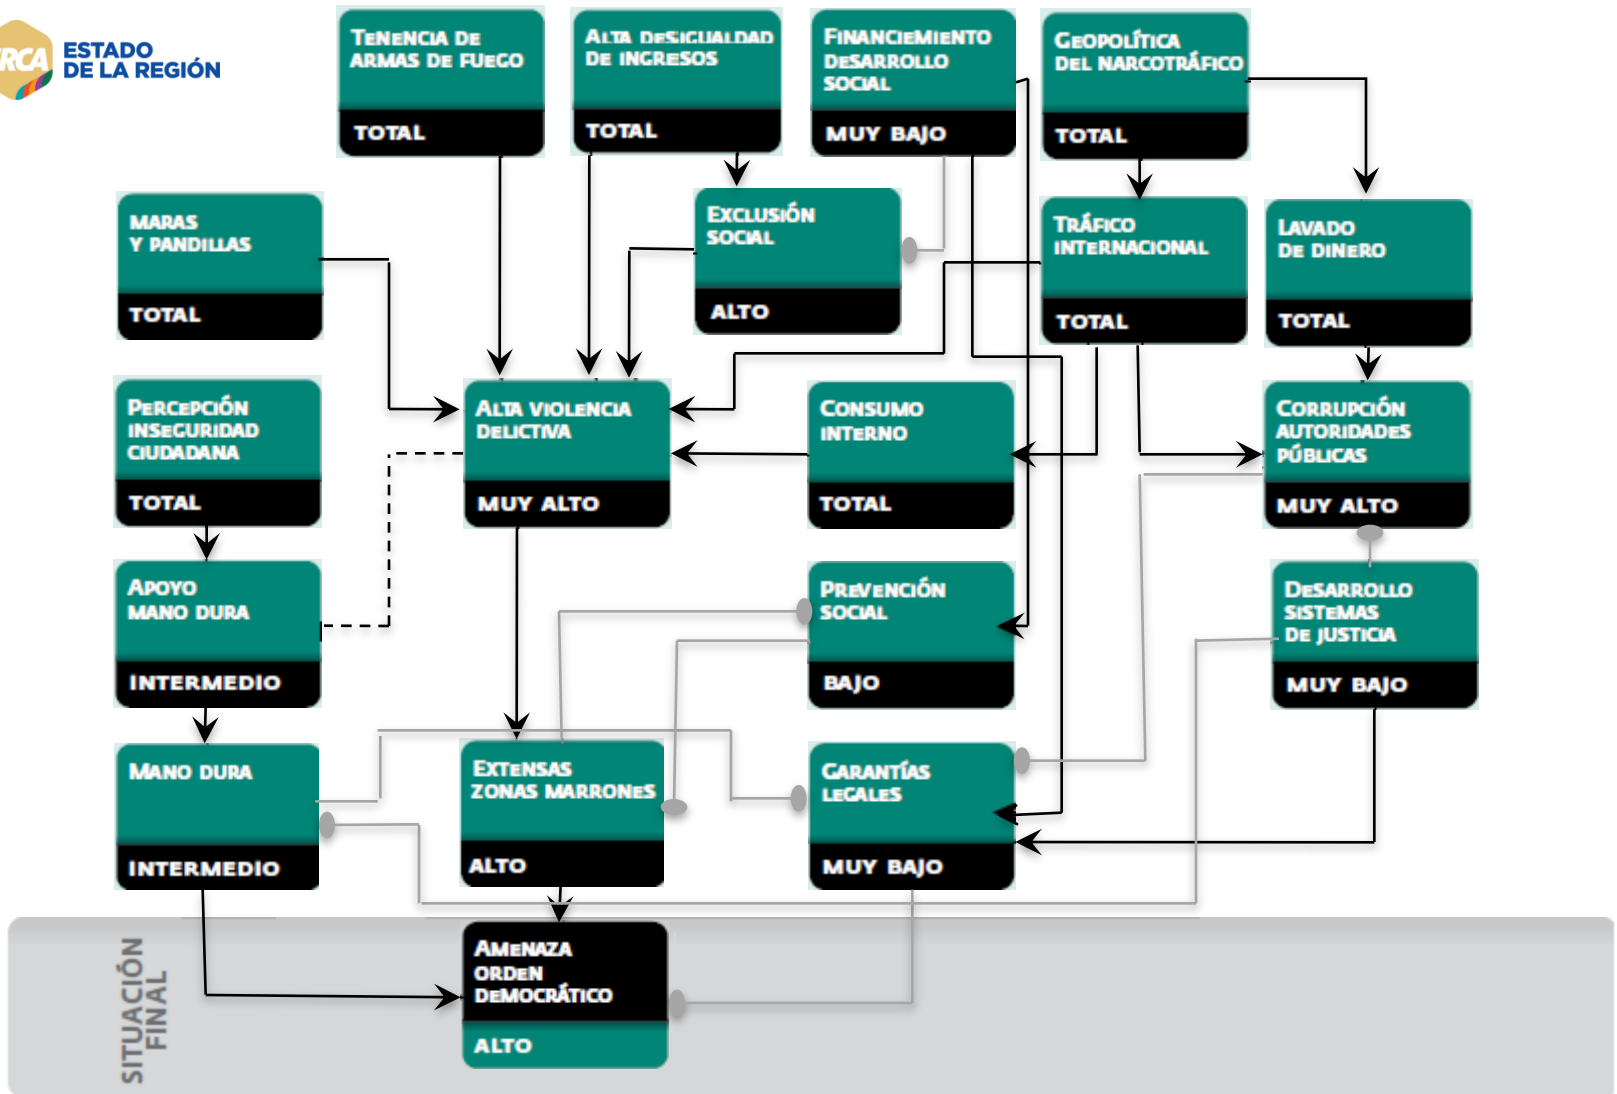 ERCA
ESTADO
DE LA REGIÓN
TENENCIA DE
ARMAS DE FUEGO
TOTAL
ALTA DESIGUALDAD
DE INGRESOS
TOTAL
FINANCIEMIENTO
DESARROLLO
SOCIAL
MUY BAJO
GEOPOLÍTICA
DEL NARCOTRÁFICO
TOTAL
MARAS
Y PANDILLAS
TOTAL
EXCLUSIÓN
SOCIAL
ALTO
TRÁFICO
INTERNACIONAL
TOTAL
LAVADO
DE DINERO
TOTAL
PERCEPCIÓN
INSEGURIDAD
CIUDADANA
TOTAL
ALTA VIOLENCIA
DELICTIVA
MUY ALTO
CONSUMO
INTERNO
TOTAL
CORRUPCIÓN
AUTORIDADES
PÚBLICAS
MUY ALTO
APOYO
MANO DURA
INTERMEDIO
PREVENCIÓN
SOCIAL
BAJO
DESARROLLO
SISTEMAS
DE JUSTICIA
MUY BAJO
MANO DURA
INTERMEDIO
EXTENSAS
ZONAS MARRONES
ALTO
GARANTÍAS
LEGALES
MUY BAJO
SITUACIÓN
FINAL
AMENAZA
ORDEN
DEMOCRÁTICO
ALTO